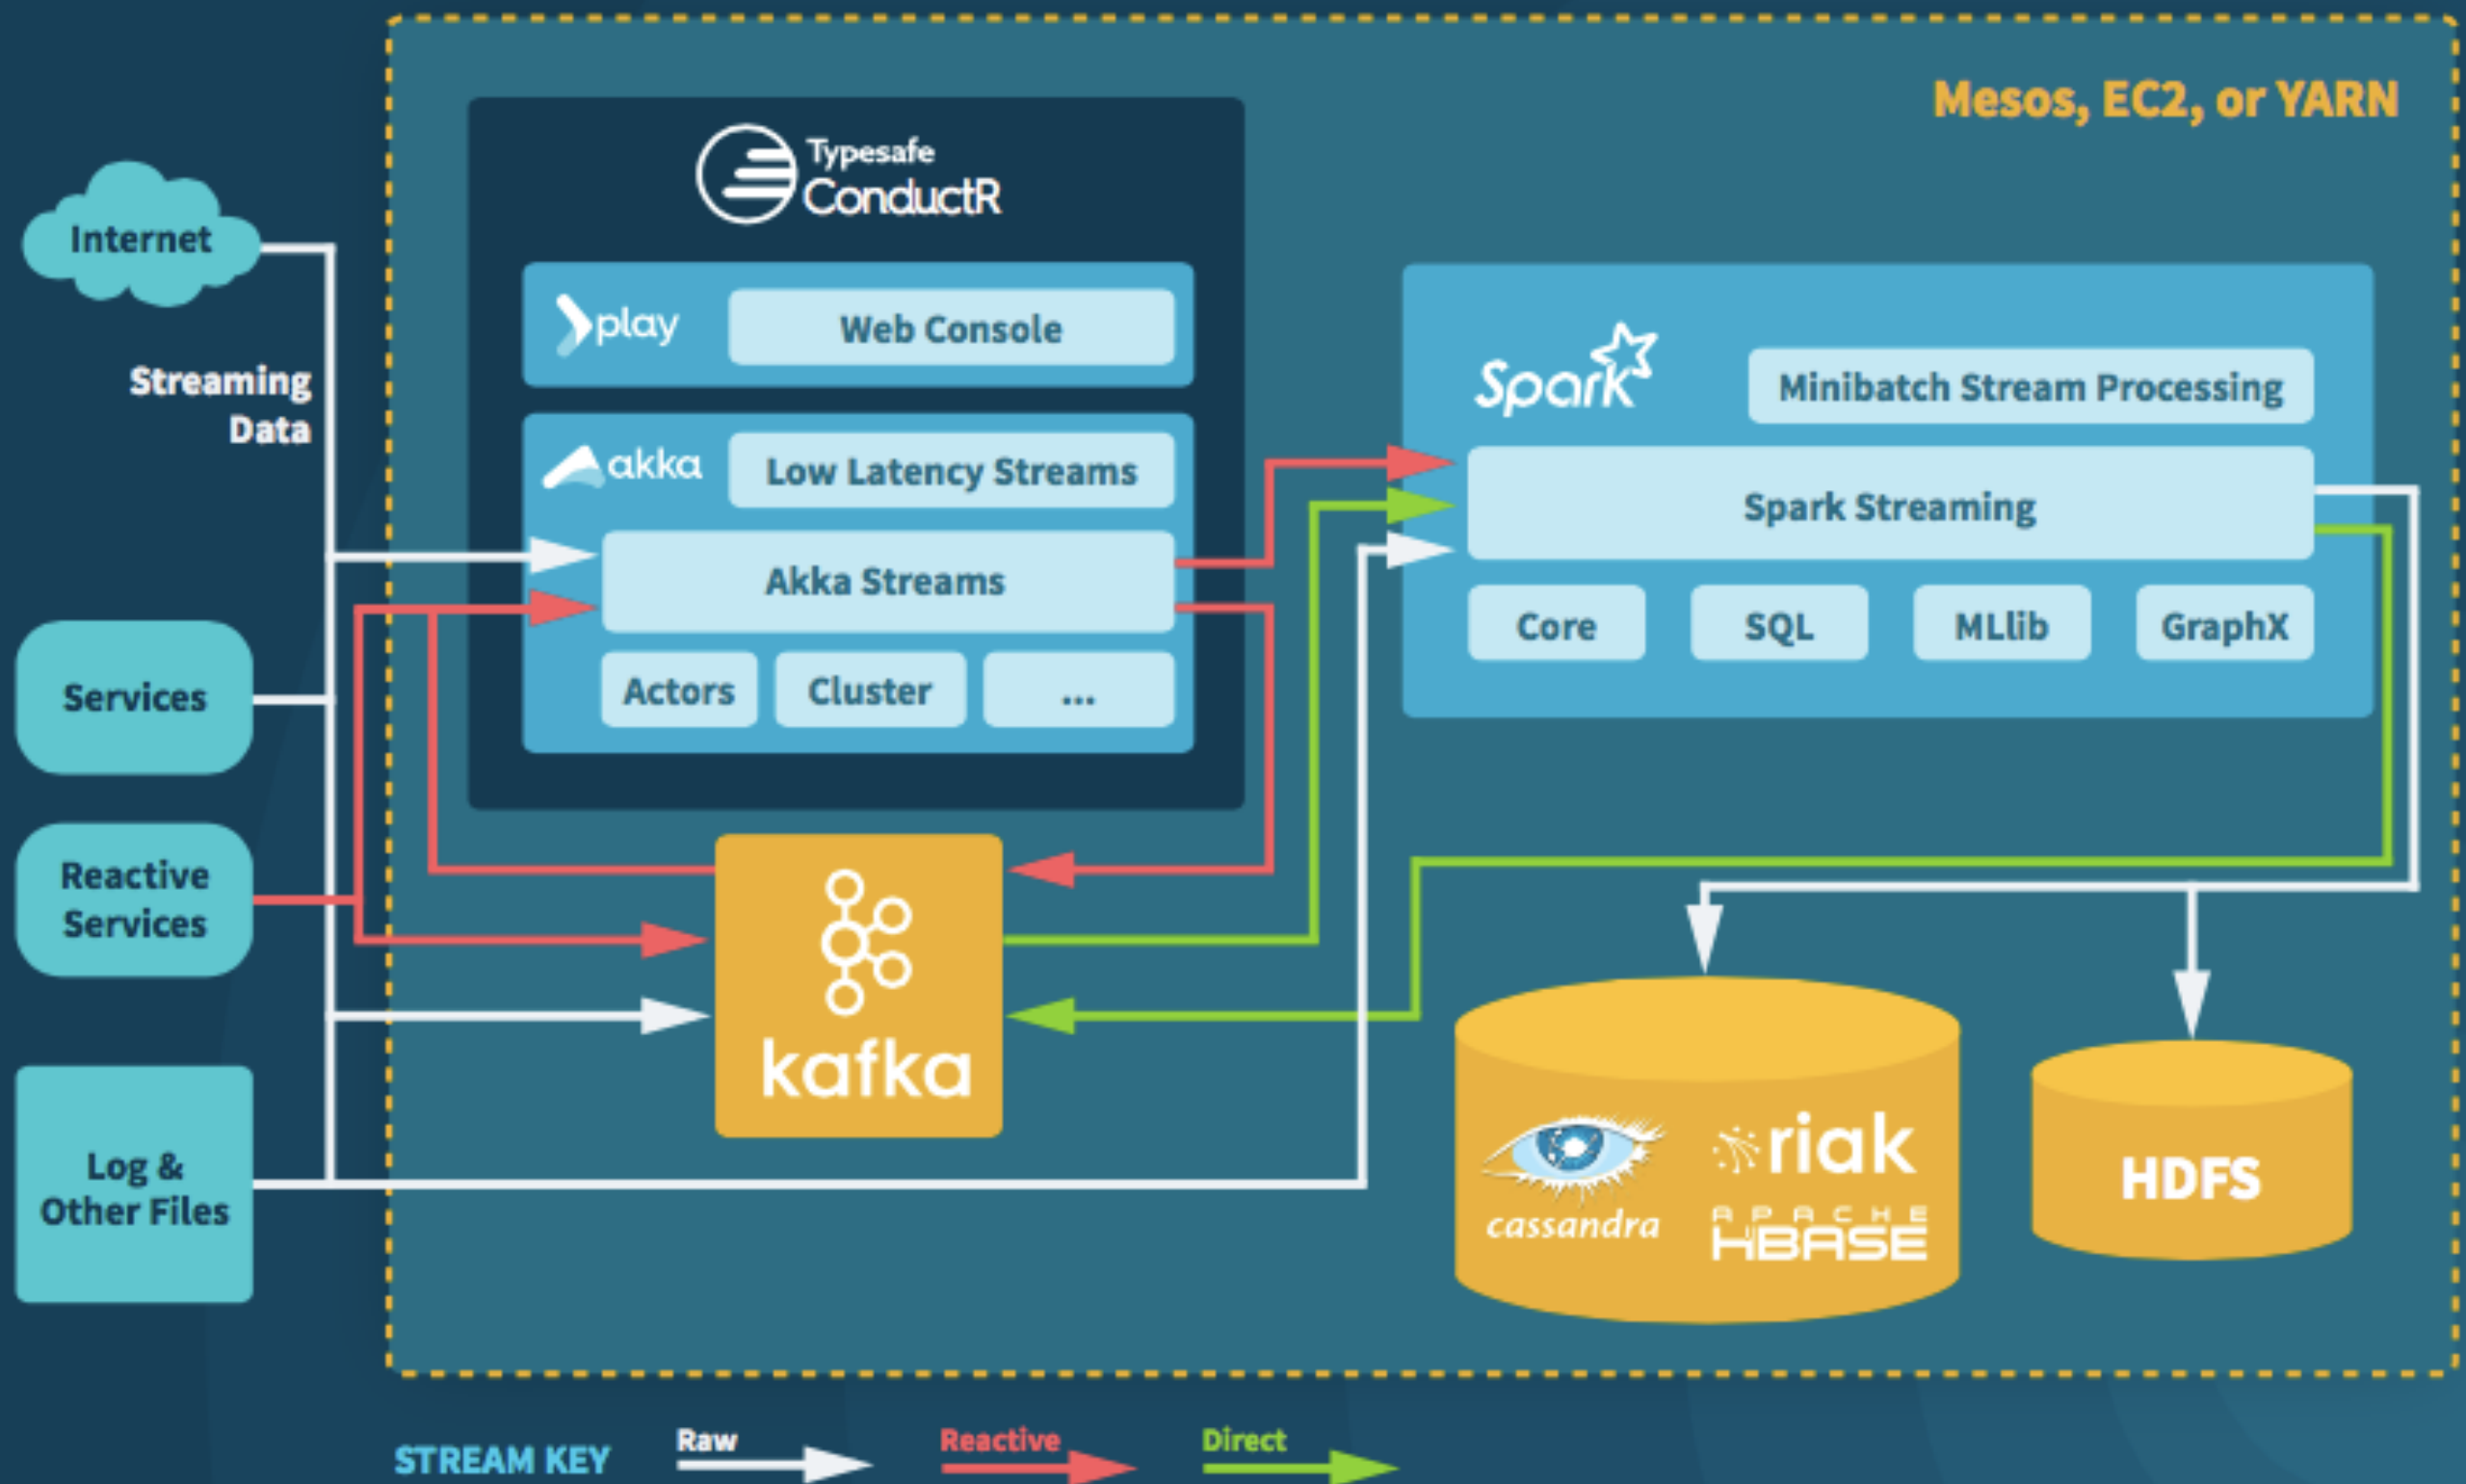 Mesos, EC2, or YARN
Typesafe
ConductR
Internet
play
Web Console
Streaming
Data
akka
Low Latency Streams
Akka Streams
Actors
Cluster
...
Spark
Minibatch Stream Processing
Spark Streaming
Core
SQL
MLlib
GraphX
Services
Reactive
Services
Log &
Other Files
kafka
cassandra
riak
APACHE
HBASE
HDFS
STREAM KEY
Raw
Reactive
Direct